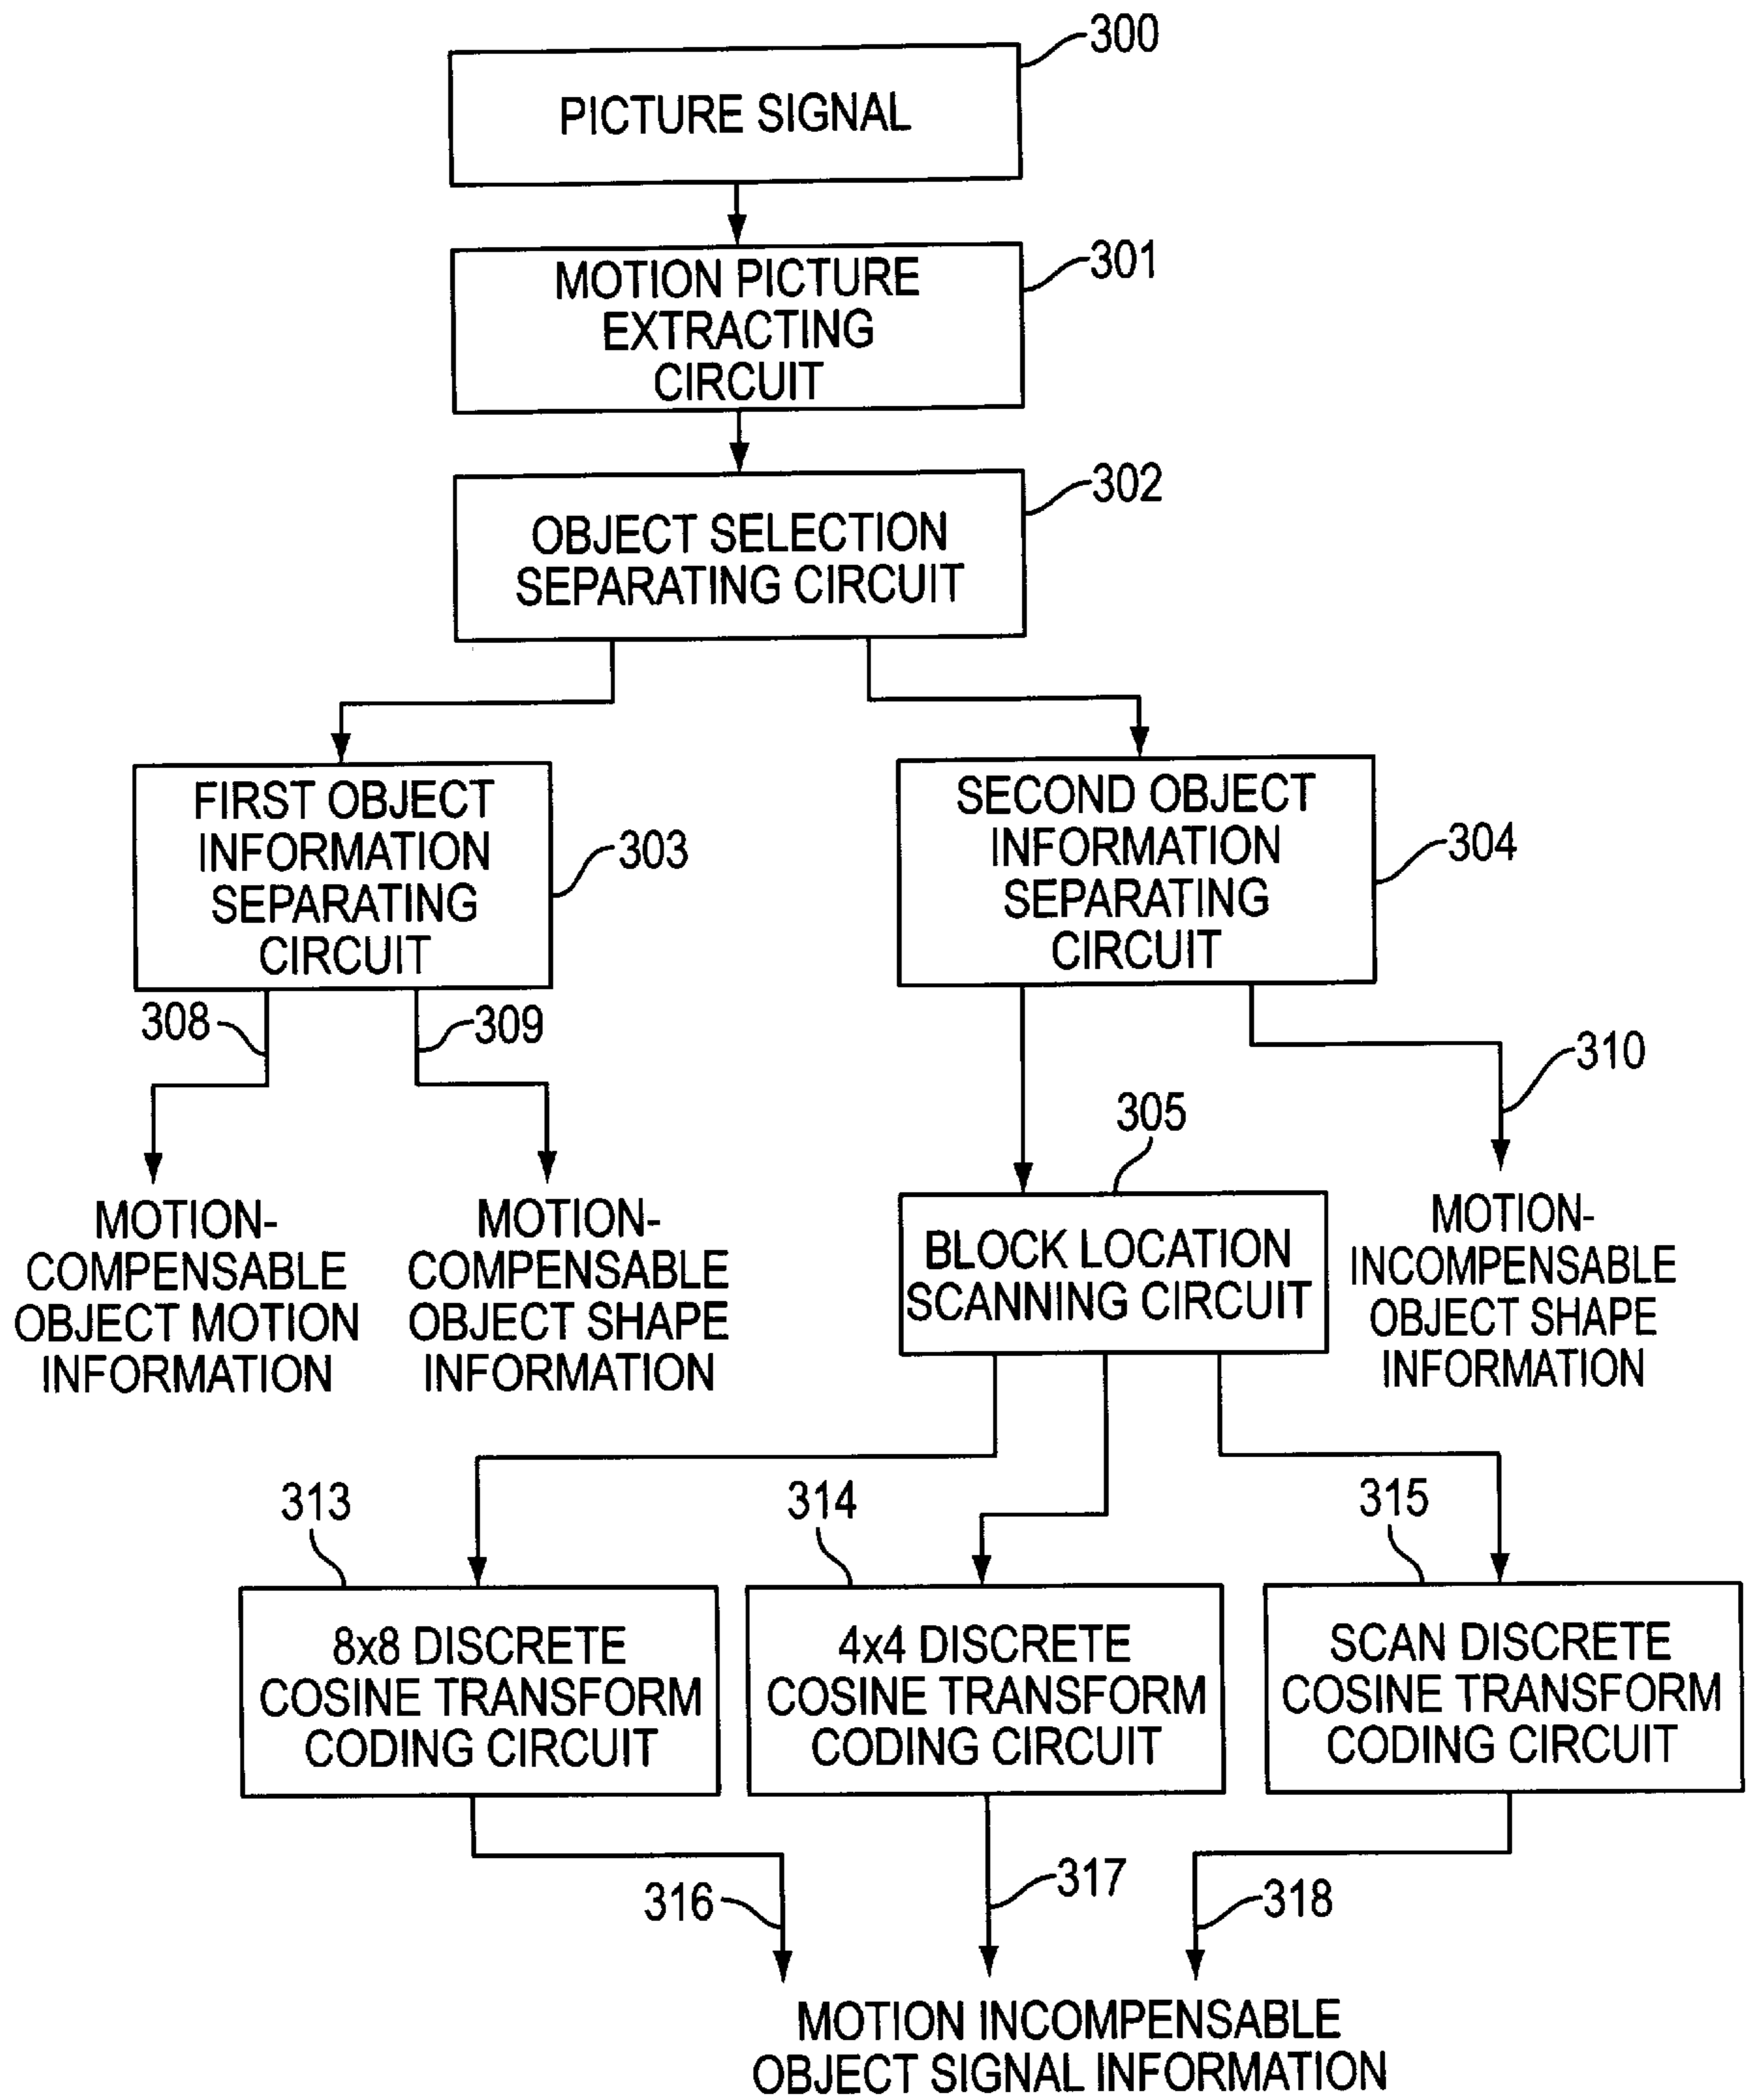 300
PICTURE SIGNAL
301
MOTION PICTURE
EXTRACTING
CIRCUIT
302
OBJECT SELECTION
SEPARATING CIRCUIT
FIRST OBJECT
INFORMATION
SEPARATING
CIRCUIT
303
SECOND OBJECT
INFORMATION
SEPARATING
CIRCUIT
304
308
309
310
305
MOTION-
COMPENSABLE
OBJECT MOTION
INFORMATION
MOTION-
COMPENSABLE
OBJECT SHAPE
INFORMATION
BLOCK LOCATION
SCANNING CIRCUIT
MOTION-
INCOMPENSABLE
OBJECT SHAPE
INFORMATION
313
314
315
8x8 DISCRETE
COSINE TRANSFORM
CODING CIRCUIT
4x4 DISCRETE
COSINE TRANSFORM
CODING CIRCUIT
SCAN DISCRETE
COSINE TRANSFORM
CODING CIRCUIT
316
317
318
MOTION INCOMPENSABLE
OBJECT SIGNAL INFORMATION